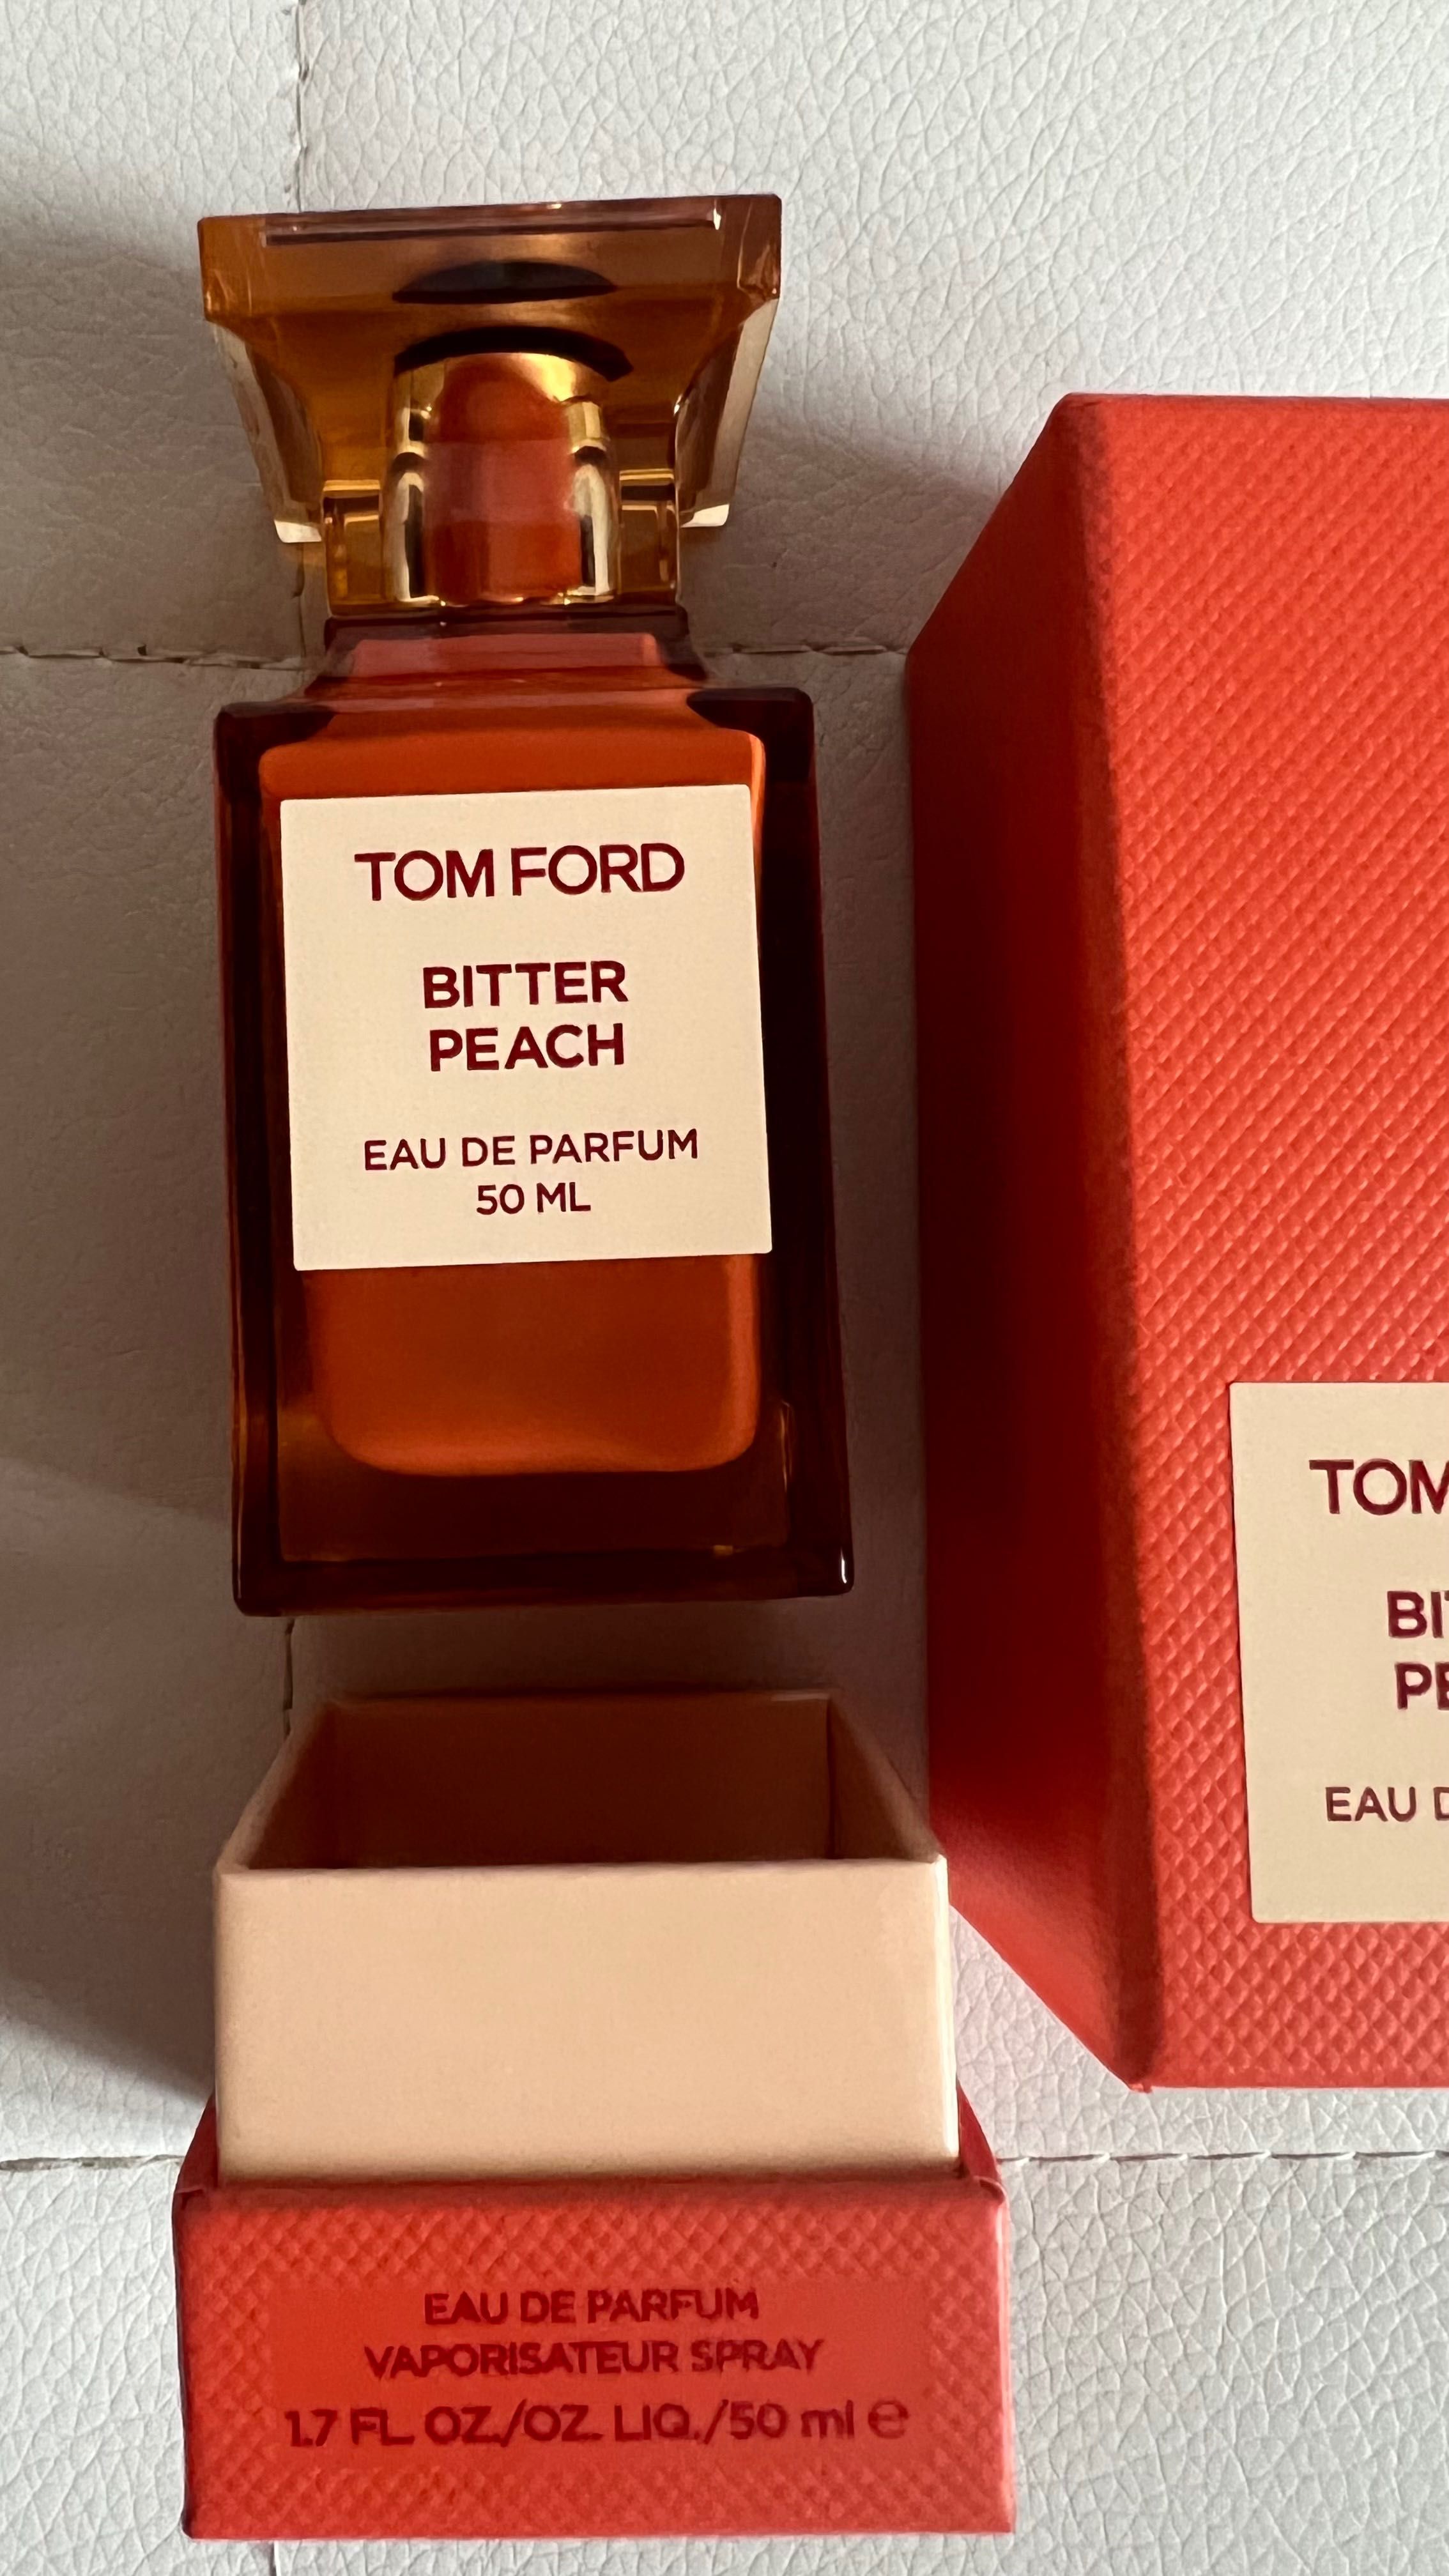 TOM FORD
BITTER
PEACH
EAU DE PARFUM
50 ML
TOM
BIT
PE
EAU D
EAU DE PARFUM
VAPORISATEUR SPRAY
1.7 FL. OZ./OZ. LIQ./50 ml e